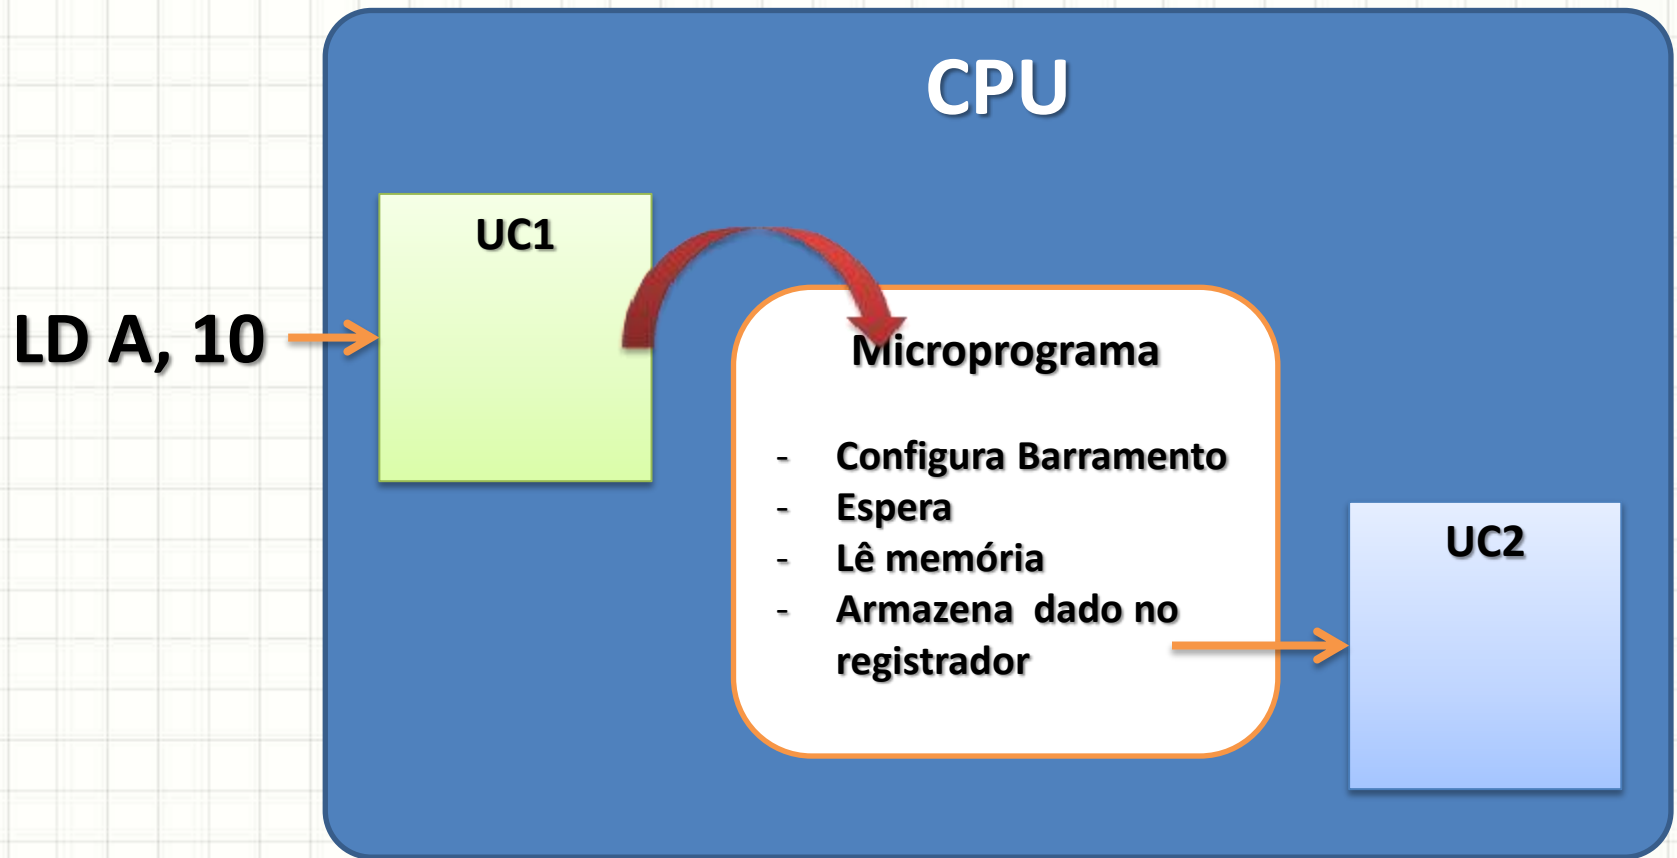 CPU
UC1
LD A, 10
Microprograma
- Configura Barramento
- Espera
- Lê memória
- Armazena dado no
registrador
UC2